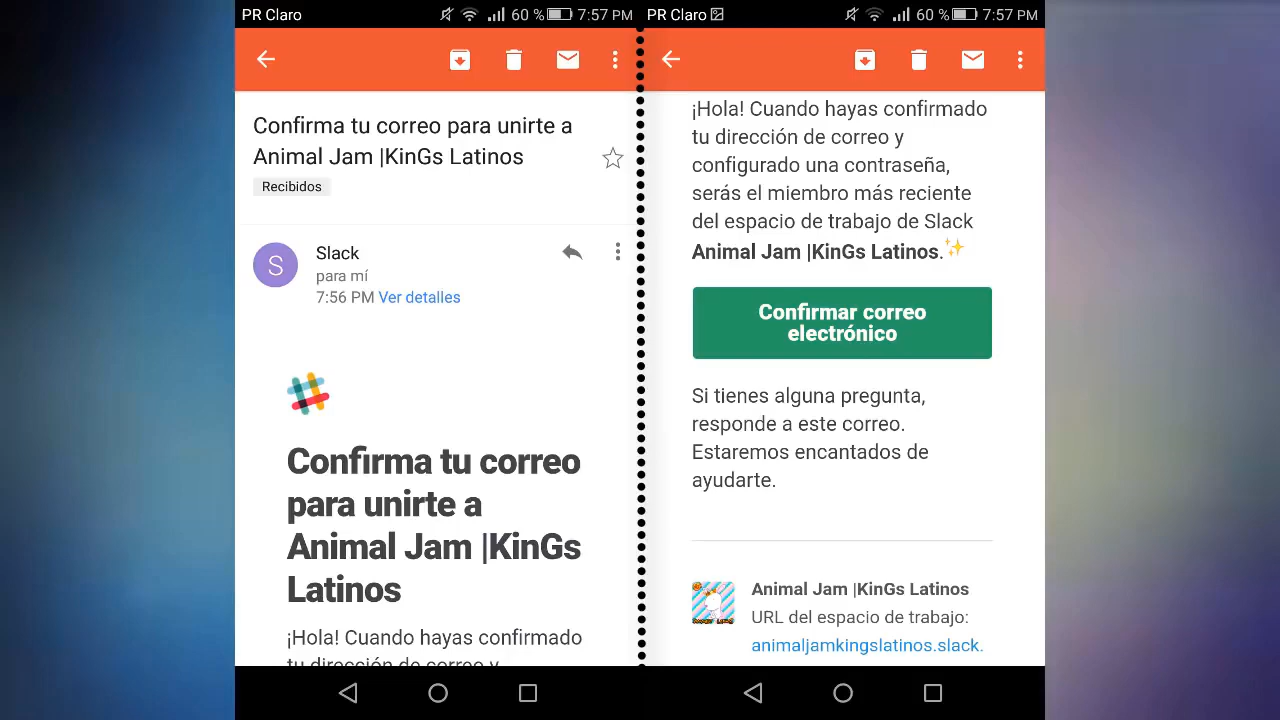 PR Claro 60 % 7:57 PM
Confirma tu correo para unirte a
Animal Jam |KinGs Latinos
Recibidos
S
Slack
para mí
7:56 PM Ver detalles
Confirma tu correo
para unirte a
Animal Jam |KinGs
Latinos
¡Hola! Cuando hayas confirmado
tu dirección de correo y
PR Claro 60 % 7:57 PM
¡Hola! Cuando hayas confirmado
tu dirección de correo y
configurado una contraseña,
serás el miembro más reciente
del espacio de trabajo de Slack
Animal Jam |KinGs Latinos.✨
Confirmar correo
electrónico
Si tienes alguna pregunta,
responde a este correo.
Estaremos encantados de
ayudarte.
Animal Jam |KinGs Latinos
URL del espacio de trabajo:
animaljamkingslatinos.slack.